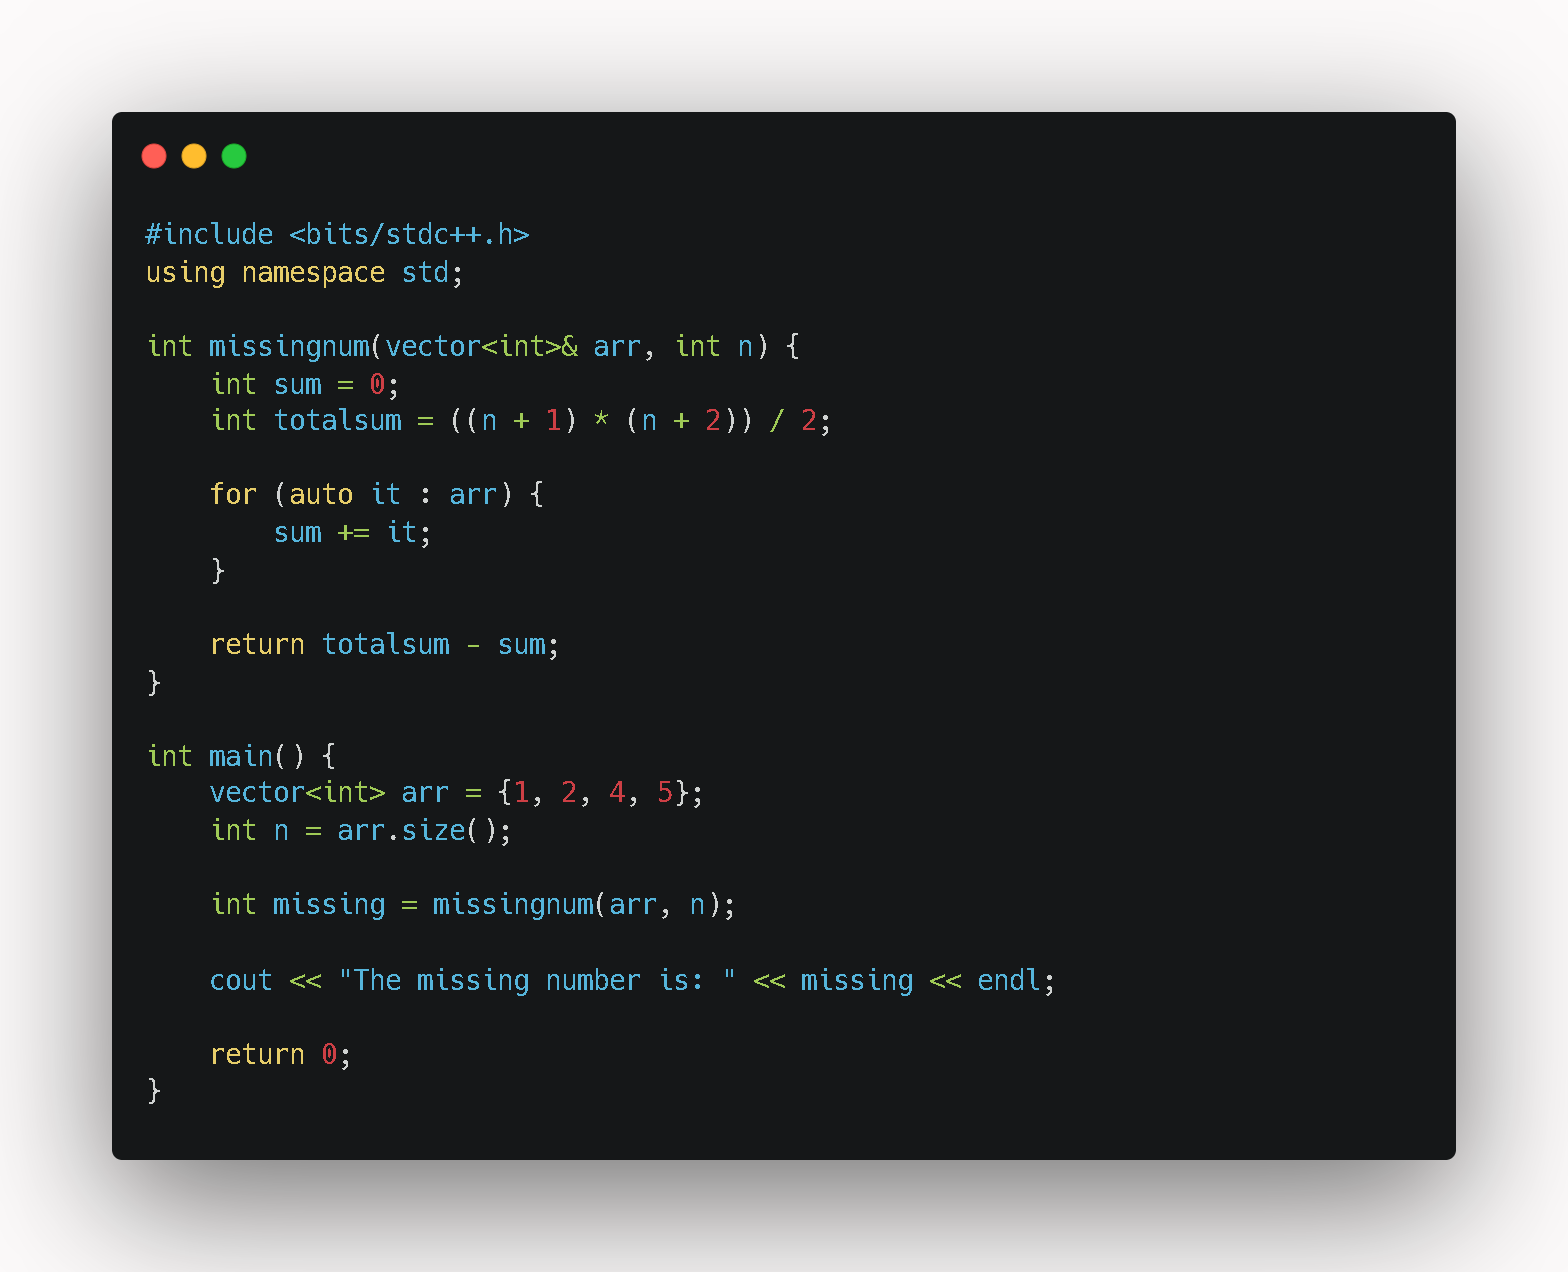 #include <bits/stdc++.h>
using namespace std;

int missingnum(vector<int>& arr, int n) {
    int sum = 0;
    int totalsum = ((n + 1) * (n + 2)) / 2;

    for (auto it : arr) {
        sum += it;
    }

    return totalsum - sum;
}

int main() {
    vector<int> arr = {1, 2, 4, 5};
    int n = arr.size();

    int missing = missingnum(arr, n);

    cout << "The missing number is: " << missing << endl;

    return 0;
}